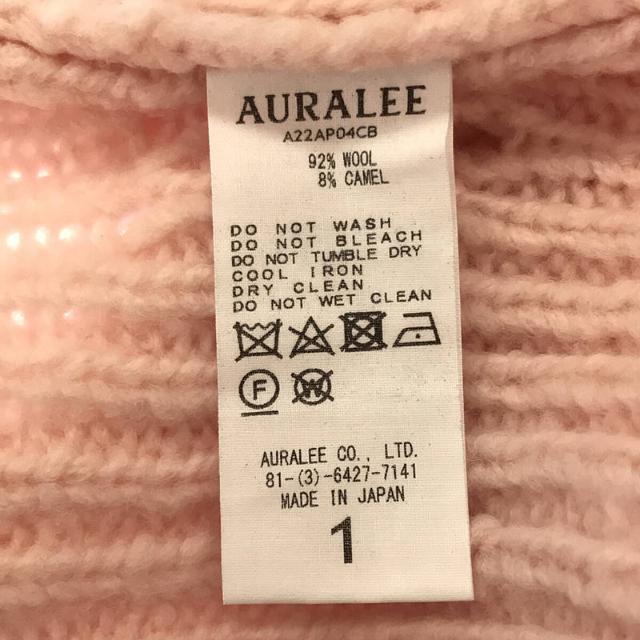 AURALEE
A22AP04CB
92% WOOL
8% CAMEL
DO NOT WASH
DO NOT BLEACH
DO NOT TUMBLE DRY
COOL IRON
DRY CLEAN
DO NOT WET CLEAN
F W
AURALEE CO., LTD.
81-(3)-6427-7141
MADE IN JAPAN
1